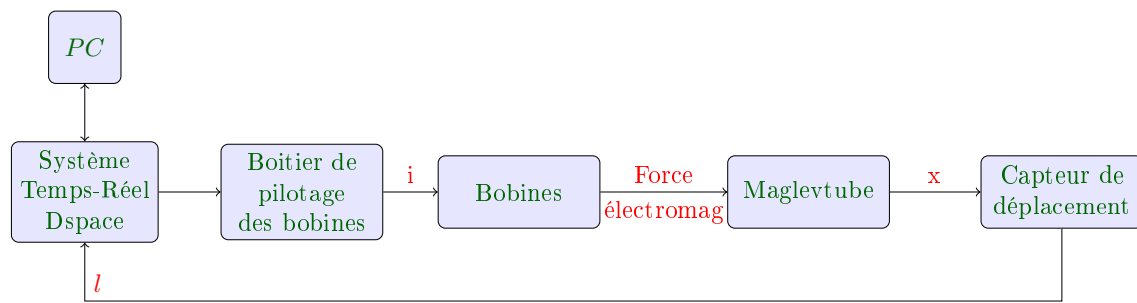 PC
Système
Temps-Réel
Dspace
Boitier de
pilotage
des bobines
i
Bobines
Force
électromag
Maglevtube
x
Capteur de
déplacement
l